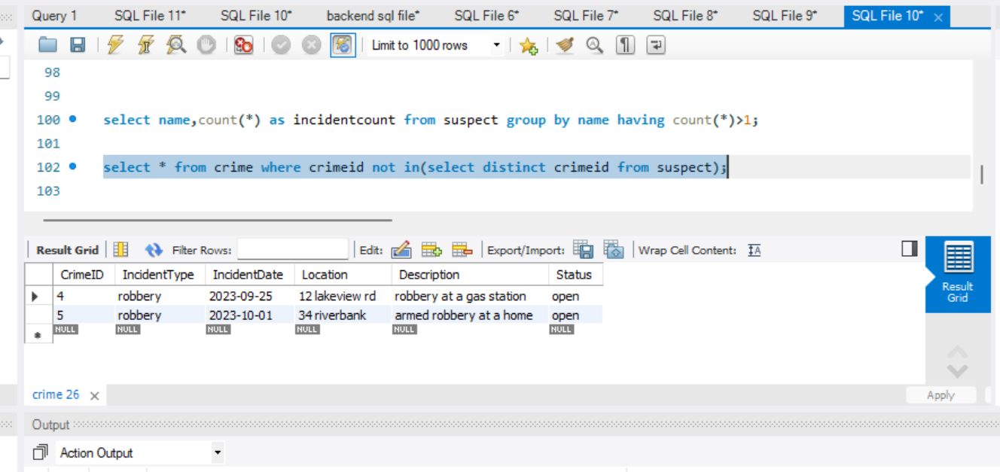 Query 1 SQL File 11* SQL File 10* backend sql file* SQL File 6* SQL File 7* SQL File 8* SQL File 9* SQL File 10*
Limit to 1000 rows
98
99
100 select name,count(*) as incidentcount from suspect group by name having count(*)>1;
101
102 select * from crime where crimeid not in(select distinct crimeid from suspect);
103
Result Grid Filter Rows: Edit: Export/Import: Wrap Cell Content:
CrimeID IncidentType IncidentDate Location Description Status
4 robbery 2023-09-25 12 lakeview rd robbery at a gas station open
5 robbery 2023-10-01 34 riverbank armed robbery at a home open
NULL NULL NULL NULL NULL NULL
Result
Grid
crime 26 Apply
Output
Action Output